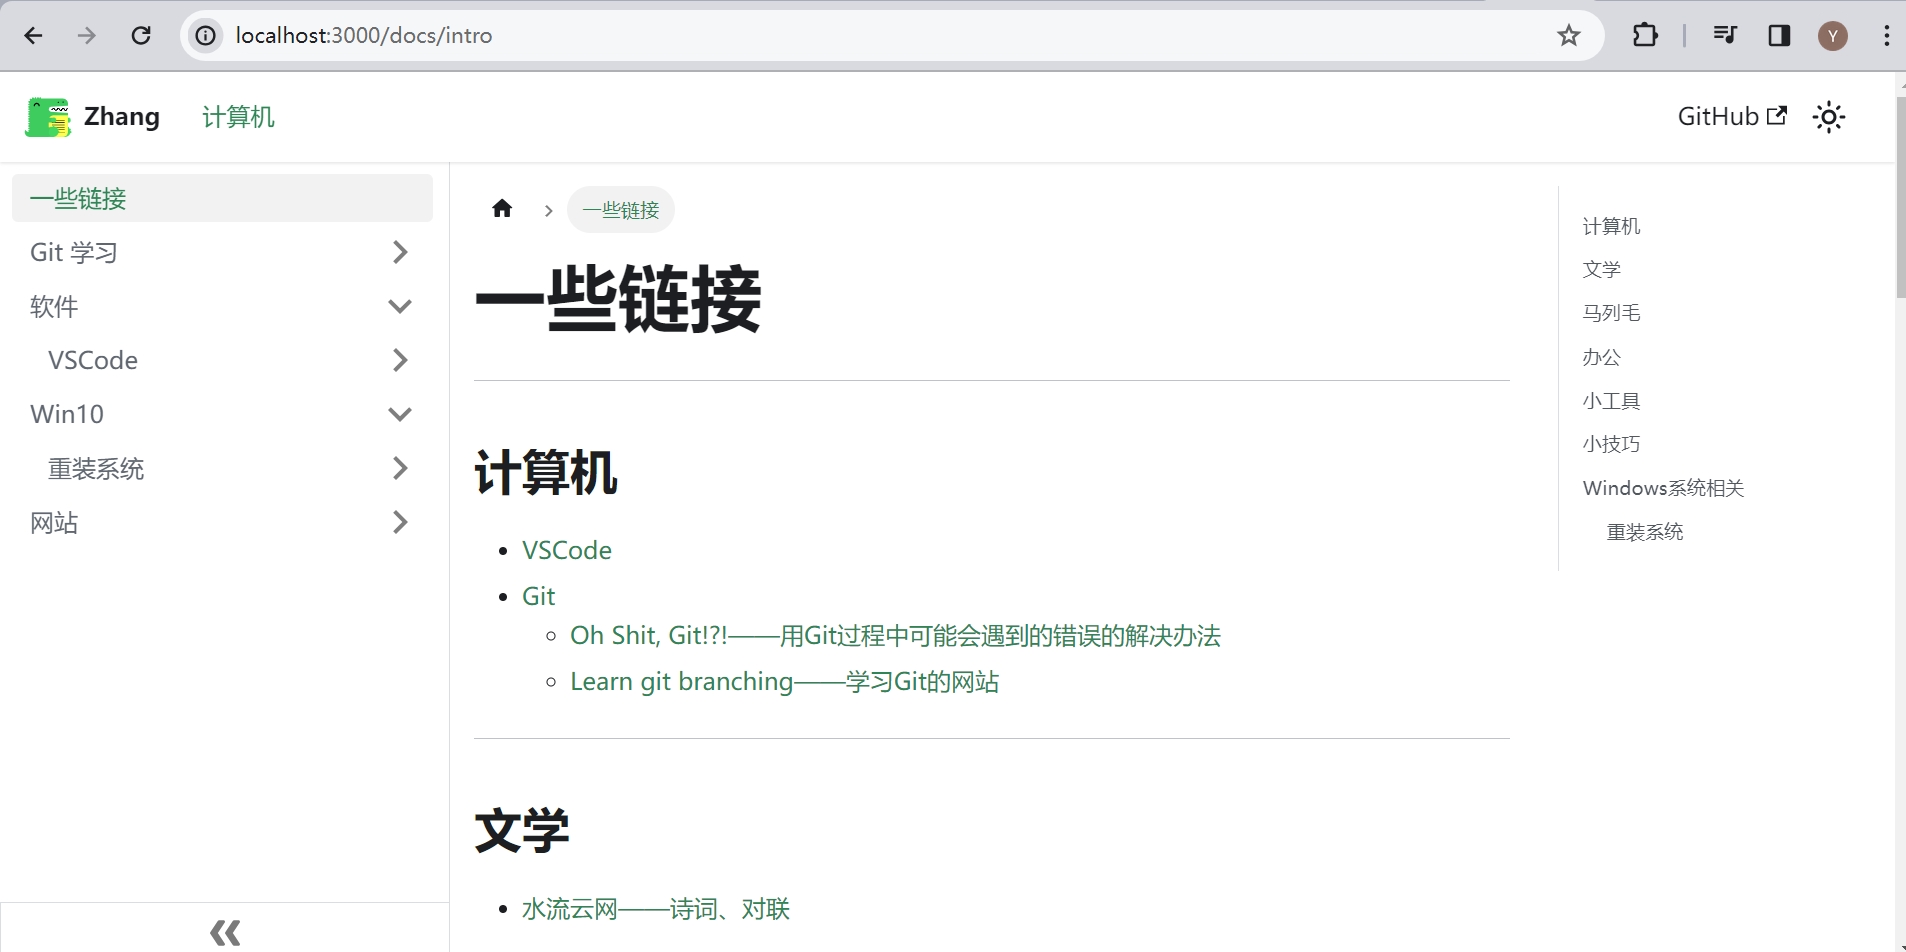 localhost:3000/docs/intro
Y
Zhang
计算机
GitHub
一些链接
Git 学习
软件
VSCode
Win10
重装系统
网站
一些链接
一些链接
计算机
VSCode
Git
Oh Shit, Git!?!——用Git过程中可能会遇到的错误的解决办法
Learn git branching——学习Git的网站
文学
水流云网——诗词、对联
计算机
文学
马列毛
办公
小工具
小技巧
Windows系统相关
重装系统